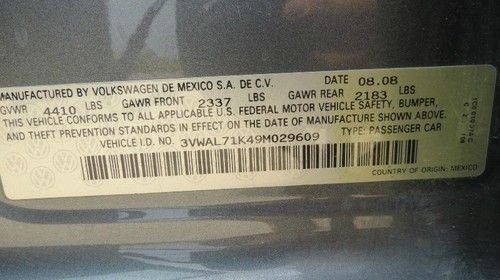 MANUFACTURED BY VOLKSWAGEN DE MEXICO S.A. DE C.V. DATE 08.08
GVWR 4410 LBS GAWR FRONT 2337 LBS GAWR REAR 2183 LBS
THIS VEHICLE CONFORMS TO ALL APPLICABLE U.S. FEDERAL MOTOR VEHICLE SAFETY, BUMPER,
AND THEFT PREVENTION STANDARDS IN EFFECT ON THE DATE OF MANUFACTURE SHOWN ABOVE.
VEHICLE I.D. NO. 3VWAL71K49M029609 TYPE: PASSENGER CAR
COUNTRY OF ORIGIN: MEXICO